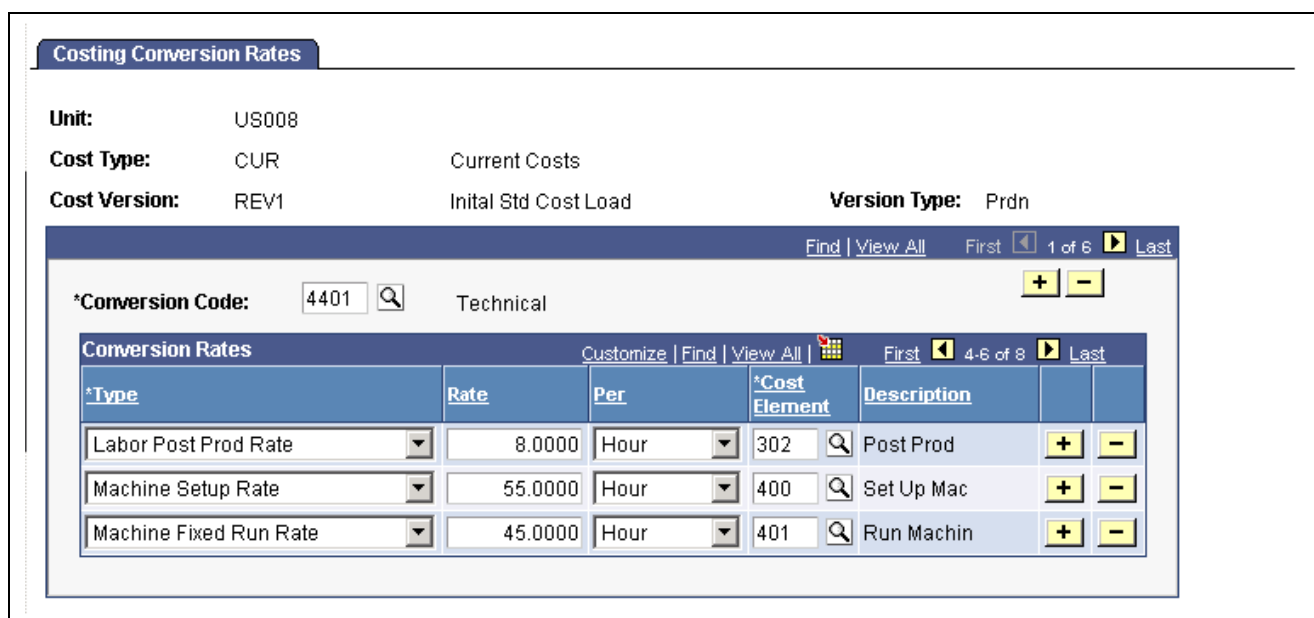 Costing Conversion Rates
Unit: US008
Cost Type: CUR Current Costs
Cost Version: REV1 Inital Std Cost Load Version Type: Prdn
Find | View All First 1 of 6 Last
*Conversion Code: 4401 Technical + −
Conversion Rates Customize | Find | View All | First 4-6 of 8 Last
*Type Rate Per *Cost Element Description
Labor Post Prod Rate 8.0000 Hour 302 Post Prod + −
Machine Setup Rate 55.0000 Hour 400 Set Up Mac + −
Machine Fixed Run Rate 45.0000 Hour 401 Run Machin + −